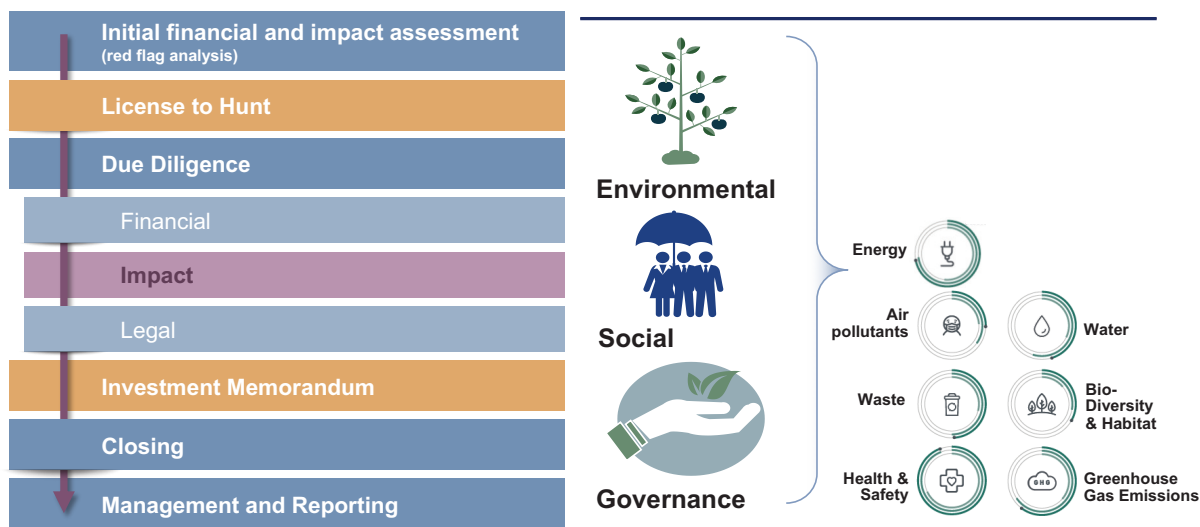 Initial financial and impact assessment
(red flag analysis)
License to Hunt
Due Diligence
Financial
Impact
Legal
Investment Memorandum
Closing
Management and Reporting
Environmental
Social
Governance
Energy
Air
pollutants
Water
Waste
Bio-
Diversity
& Habitat
Health &
Safety
GHG
Greenhouse
Gas Emissions